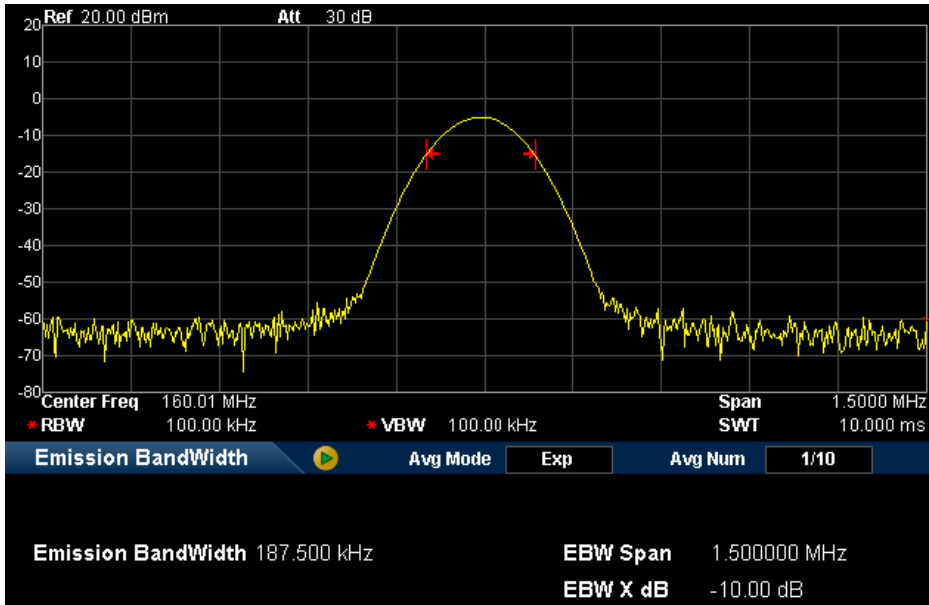 Ref 20.00 dBm Att 30 dB
20
10
0
-10
-20
-30
-40
-50
-60
-70
-80
Center Freq 160.01 MHz Span 1.5000 MHz
* RBW 100.00 kHz * VBW 100.00 kHz SWT 10.000 ms
Emission BandWidth Avg Mode Exp Avg Num 1/10
Emission BandWidth 187.500 kHz EBW Span 1.500000 MHz
EBW X dB -10.00 dB